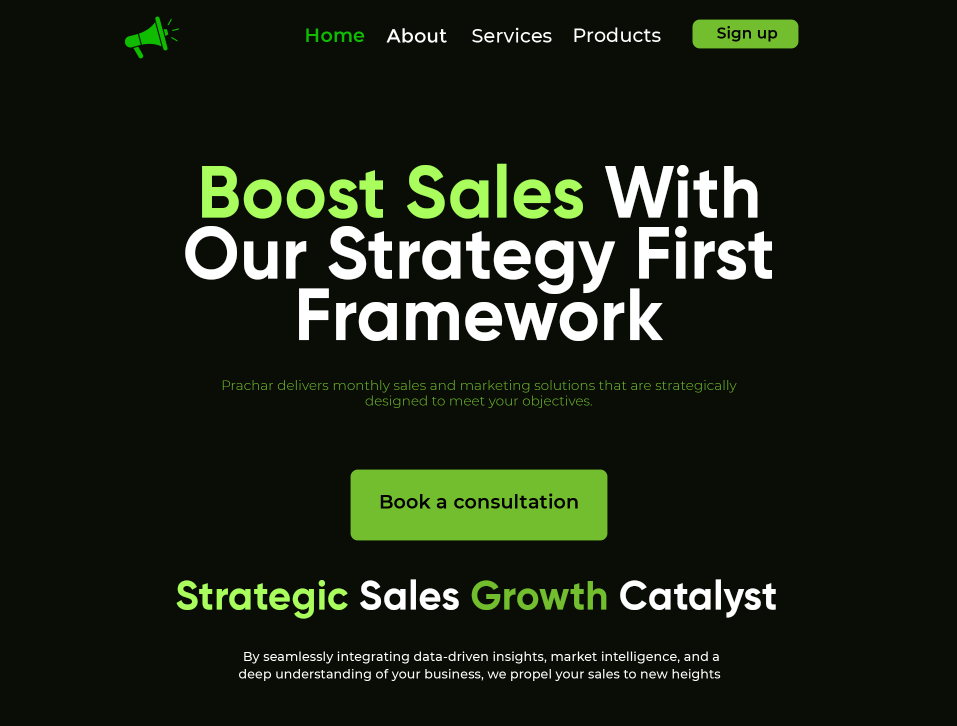 Home About Services Products Sign up
Boost Sales With
Our Strategy First
Framework
Prachar delivers monthly sales and marketing solutions that are strategically
designed to meet your objectives.
Book a consultation
Strategic Sales Growth Catalyst
By seamlessly integrating data-driven insights, market intelligence, and a
deep understanding of your business, we propel your sales to new heights